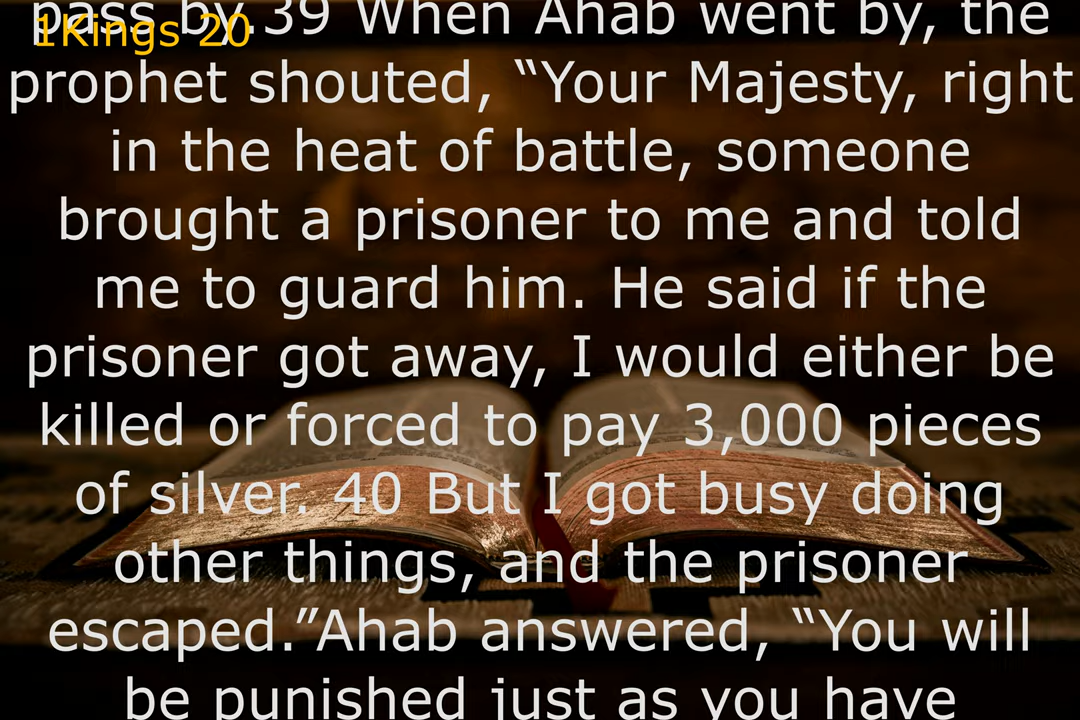 pass by.39 When Ahab went by, the
1Kings 20
prophet shouted, “Your Majesty, right
in the heat of battle, someone
brought a prisoner to me and told
me to guard him. He said if the
prisoner got away, I would either be
killed or forced to pay 3,000 pieces
of silver. 40 But I got busy doing
other things, and the prisoner
escaped.”Ahab answered, “You will
be punished just as you have